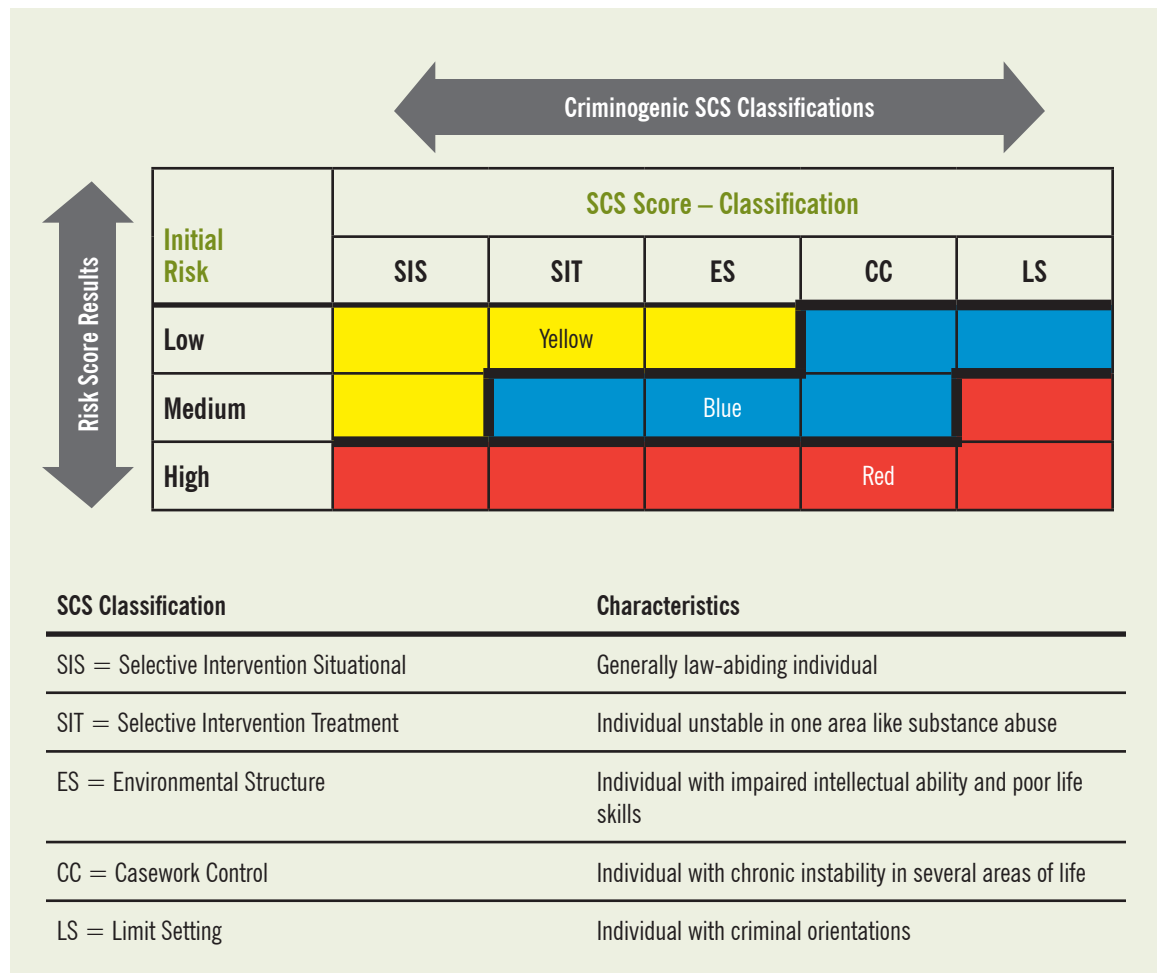 Criminogenic SCS Classifications
Risk Score Results
Initial
Risk
SCS Score – Classification
SIS SIT ES CC LS
Low Yellow
Medium Blue
High Red
SCS Classification Characteristics
SIS = Selective Intervention Situational Generally law-abiding individual
SIT = Selective Intervention Treatment Individual unstable in one area like substance abuse
ES = Environmental Structure Individual with impaired intellectual ability and poor life
skills
CC = Casework Control Individual with chronic instability in several areas of life
LS = Limit Setting Individual with criminal orientations